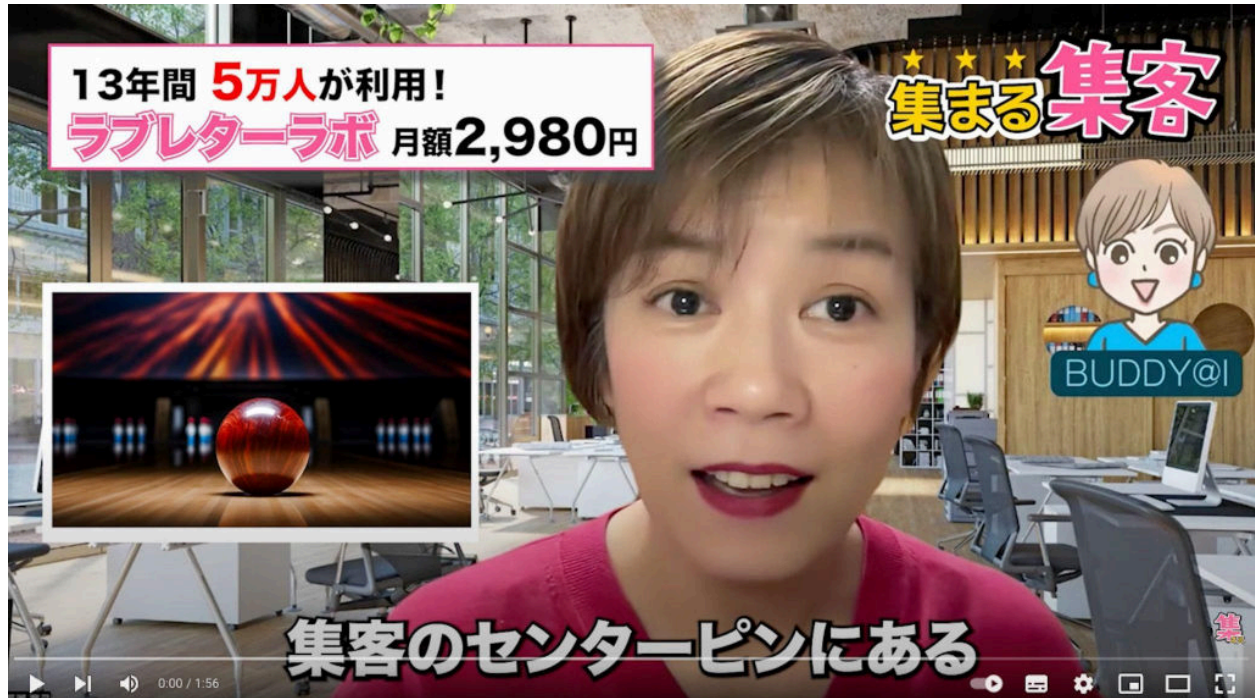 13年間 5万人が利用！
ラブレターラボ 月額2,980円
集まる集客
BUDDY@I
集客のセンターピンにある
集
0:00 / 1:56